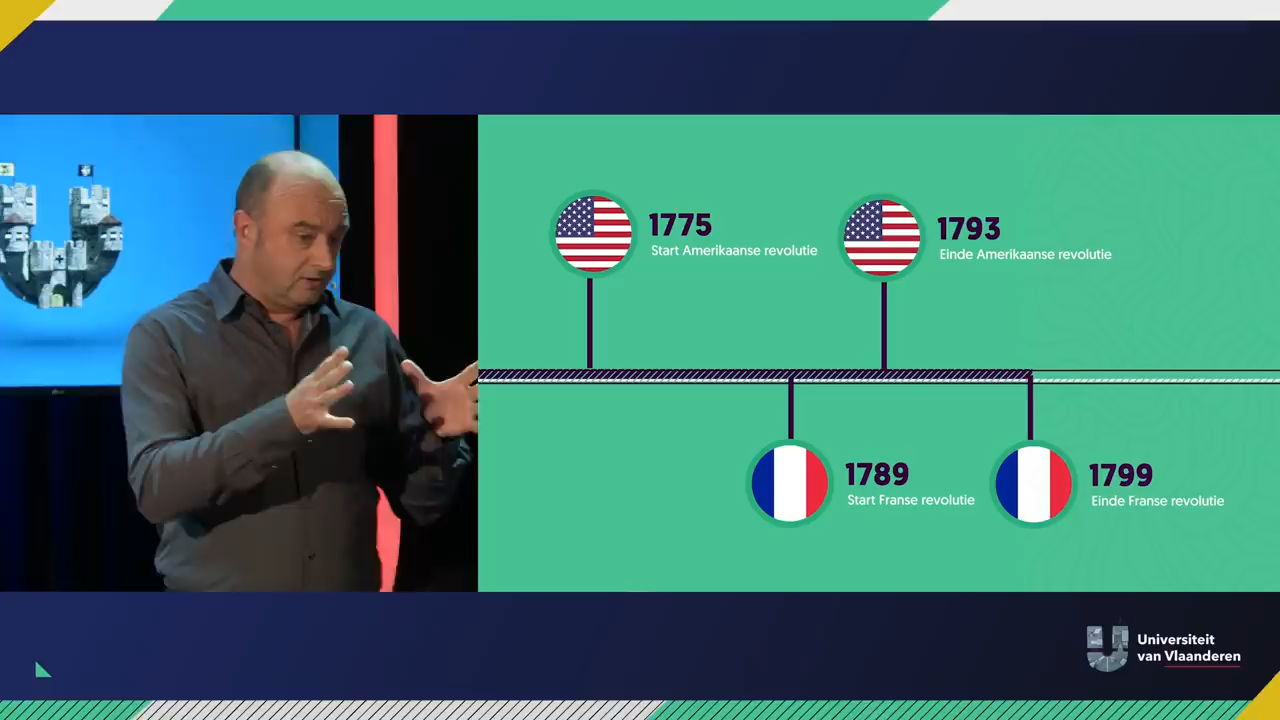 1775
Start Amerikaanse revolutie
1793
Einde Amerikaanse revolutie
1789
Start Franse revolutie
1799
Einde Franse revolutie
Universiteit
van Vlaanderen